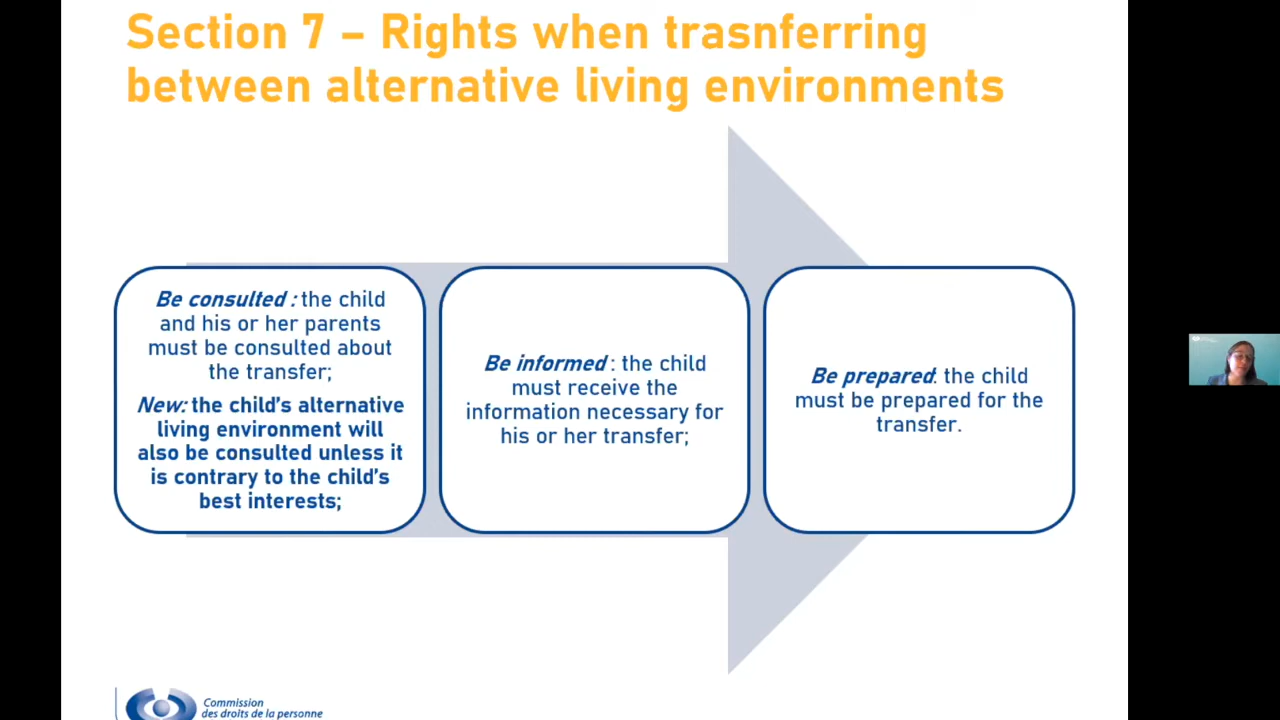 Section 7 – Rights when trasnferring
between alternative living environments
Be consulted : the child
and his or her parents
must be consulted about
the transfer;
New: the child's alternative
living environment will
also be consulted unless it
is contrary to the child's
best interests;
Be informed : the child
must receive the
information necessary for
his or her transfer;
Be prepared: the child
must be prepared for the
transfer.
Commission
des droits de la personne